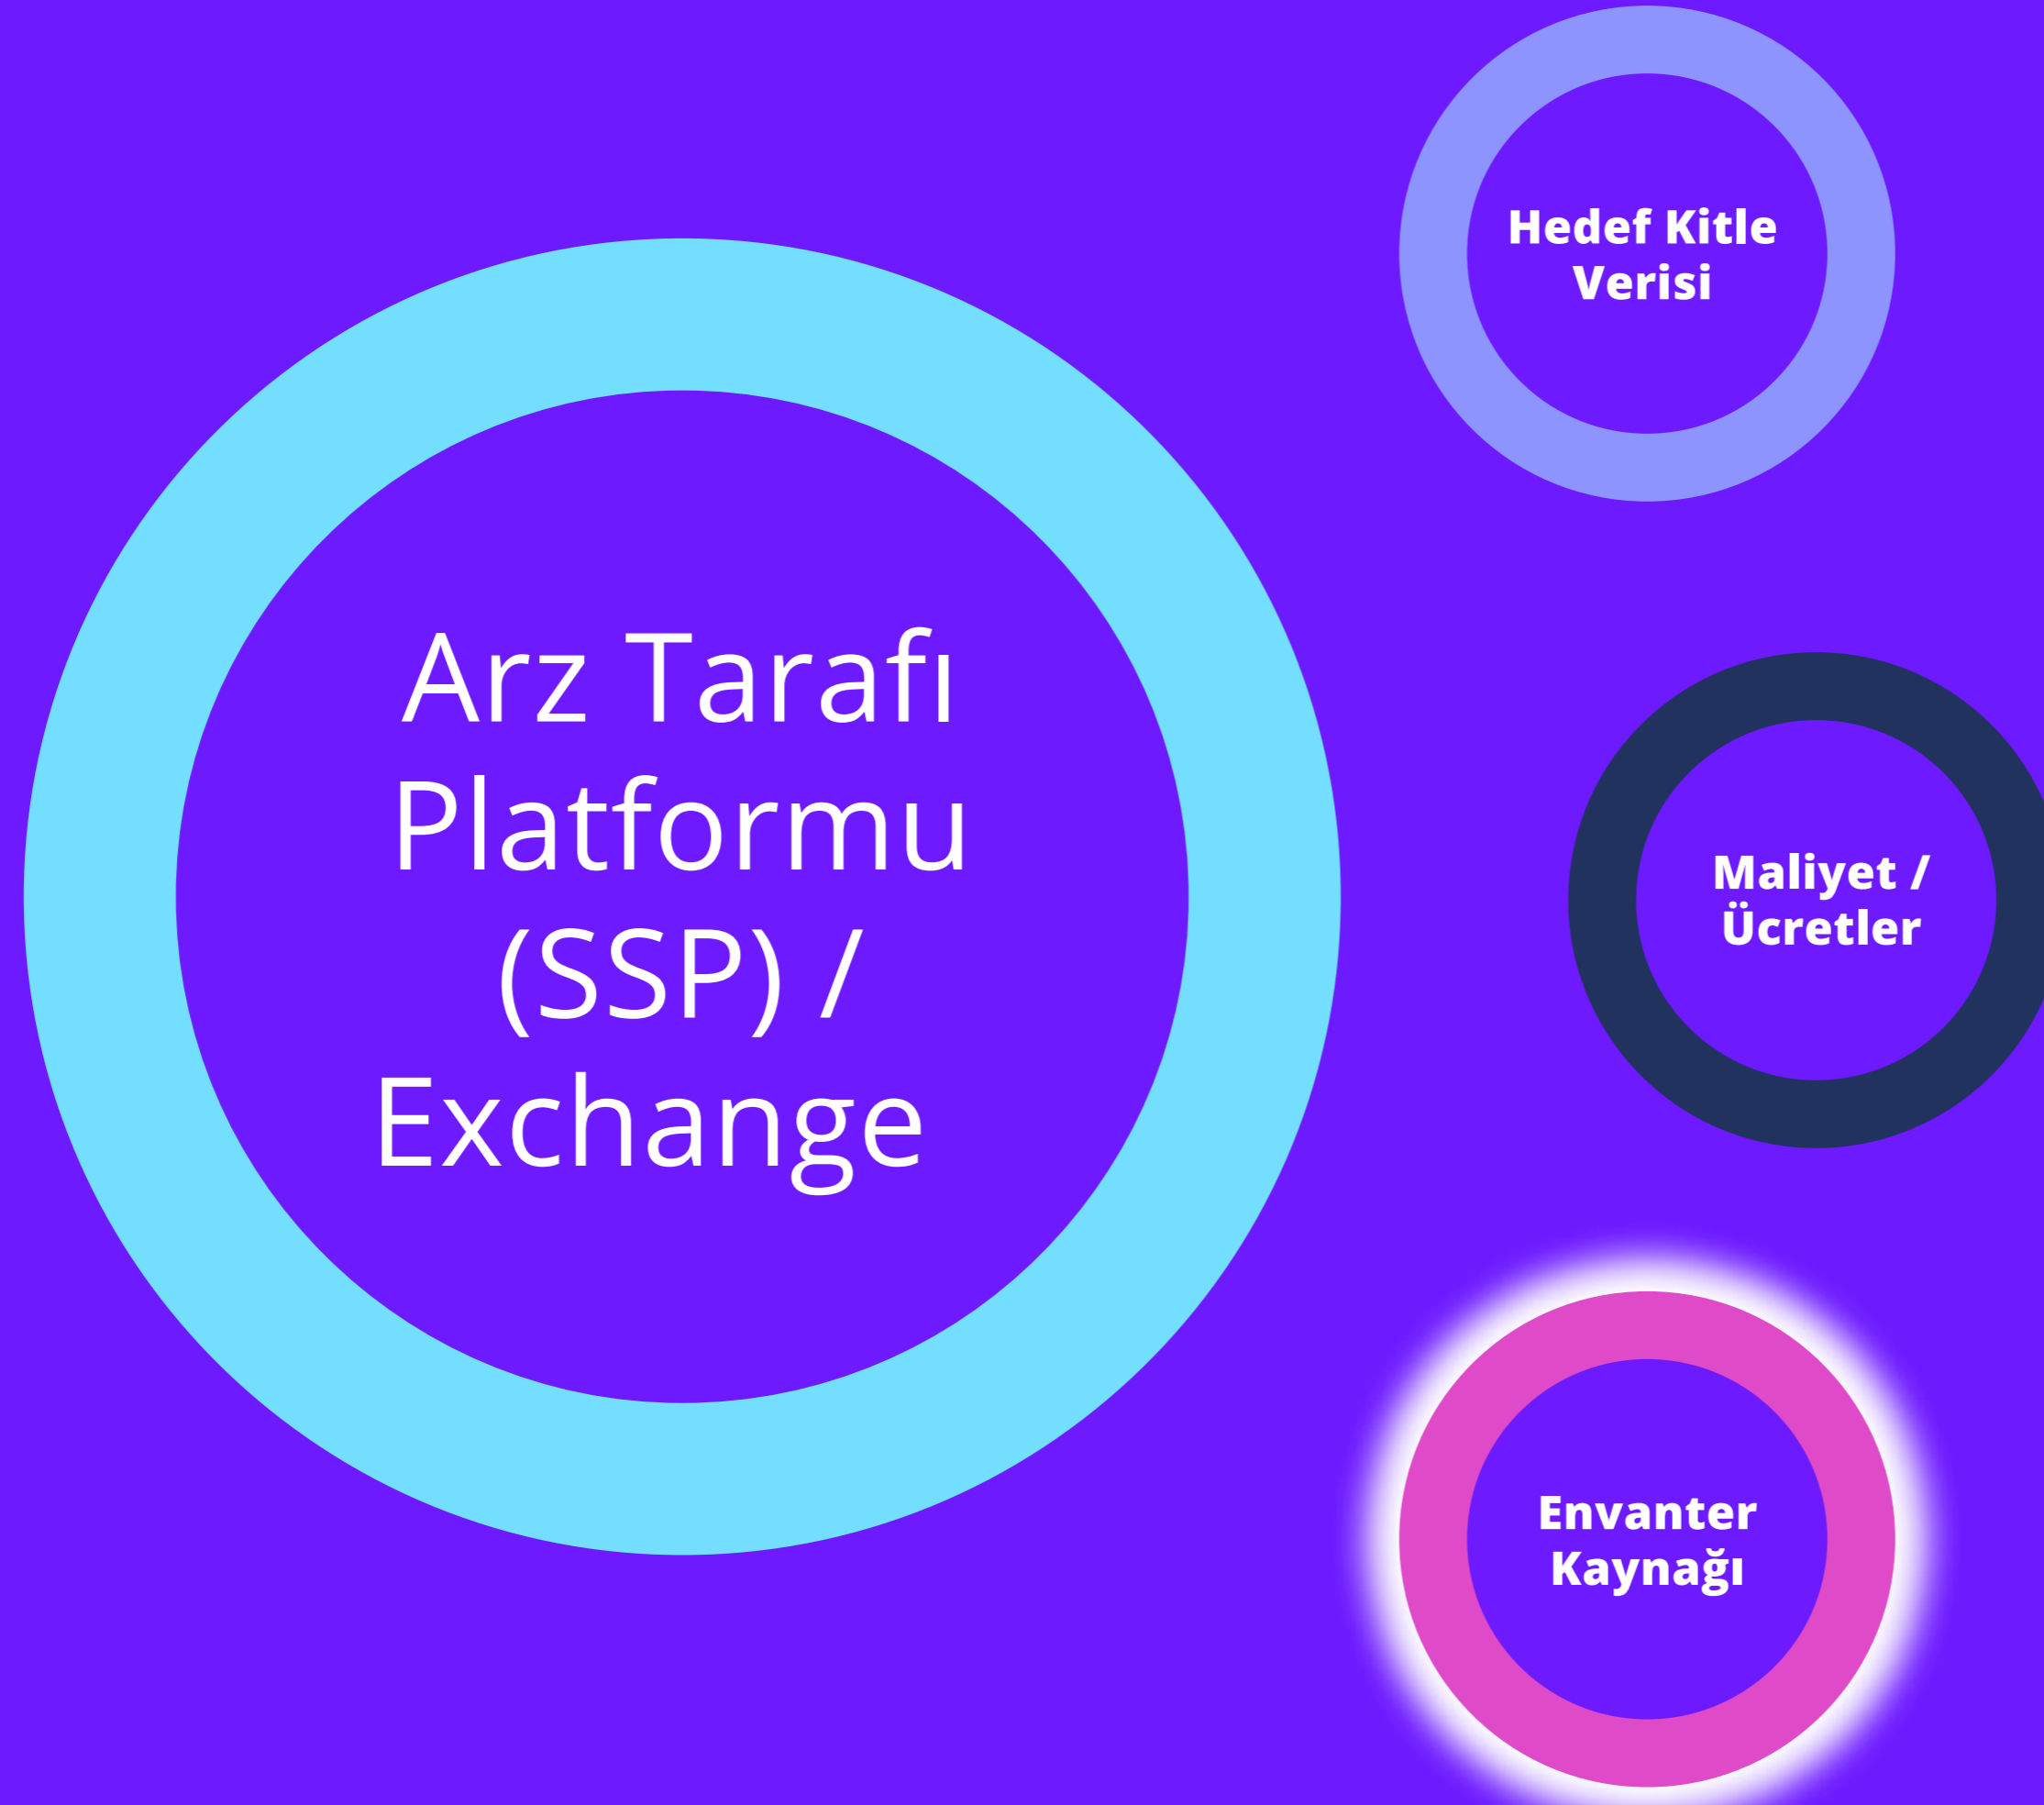 Arz Tarafı
Platformu
(SSP) /
Exchange
Hedef Kitle
Verisi
Maliyet /
Ücretler
Envanter
Kaynağı